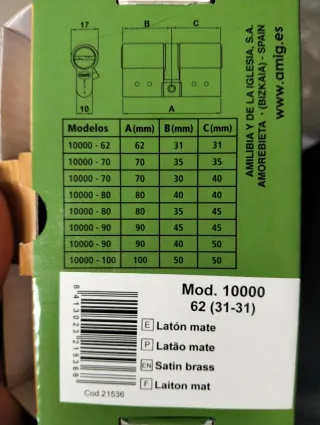 17
B
C
10
A
Modelos A(mm) B(mm) C(mm)
10000 - 62 62 31 31
10000 - 70 70 35 35
10000 - 70 70 30 40
10000 - 80 80 40 40
10000 - 80 80 35 45
10000 - 90 90 45 45
10000 - 90 90 40 50
10000 - 100 100 50 50
AMILIBIA Y DE LA IGLESIA, S.A.
AMOREBIETA - (BIZKAIA) - SPAIN
www.amig.es
Mod. 10000
62 (31-31)
E Latón mate
P Latão mate
EN Satin brass
F Laiton mat
8413023215368
Cod.21536